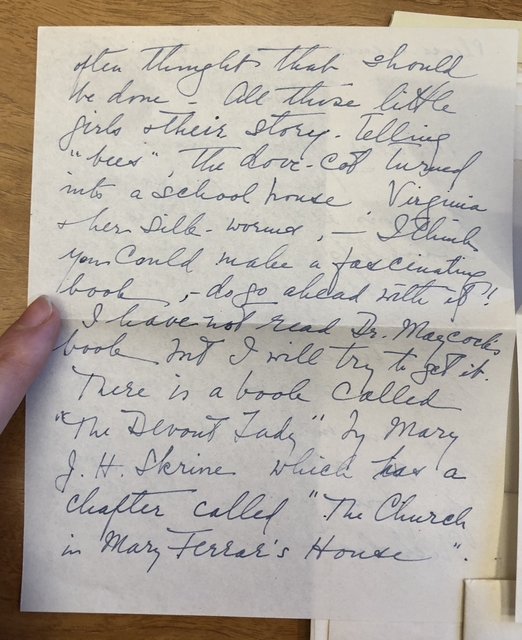 often thought that should
be done - All those little
girls & their story-telling
"bees", the dove-cot turned
into a school house, Virginia
& her silk-worms, — I think
you could make a fascinating
book, - do go ahead with it!
I have not read Dr. Maycock's
book but I will try to get it.
There is a book called
"The Devout Lady" by Mary
J. H. Skrine which has a
chapter called "The Church
in Mary Ferrar's House".